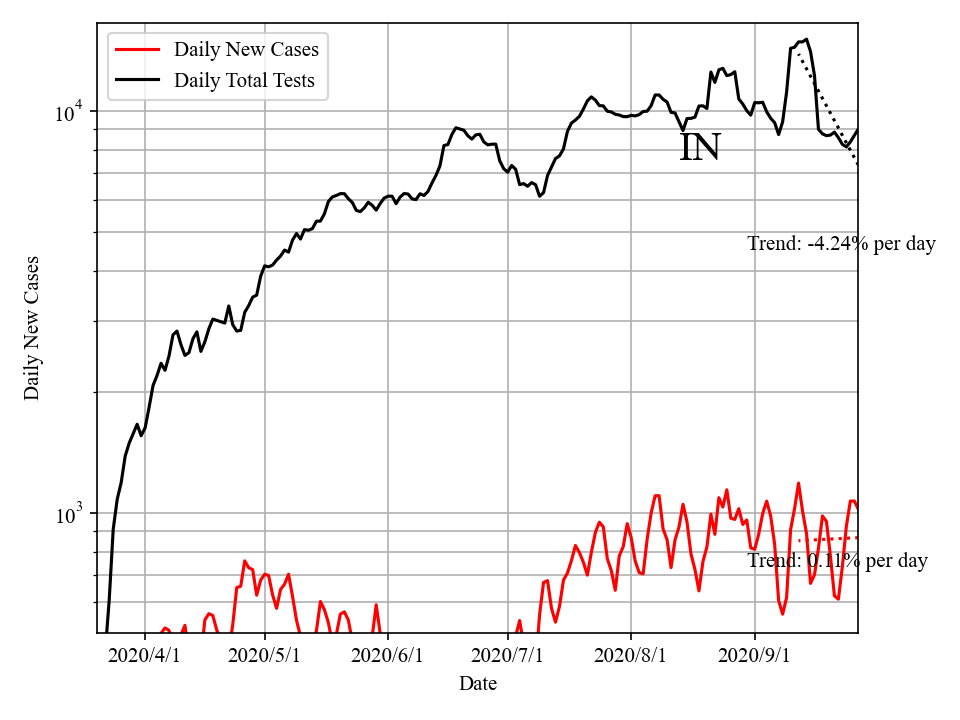 Daily New Cases
Daily Total Tests
10^4
IN
Trend: -4.24% per day
Daily New Cases
10^3
Trend: 0.11% per day
2020/4/1
2020/5/1
2020/6/1
2020/7/1
2020/8/1
2020/9/1
Date